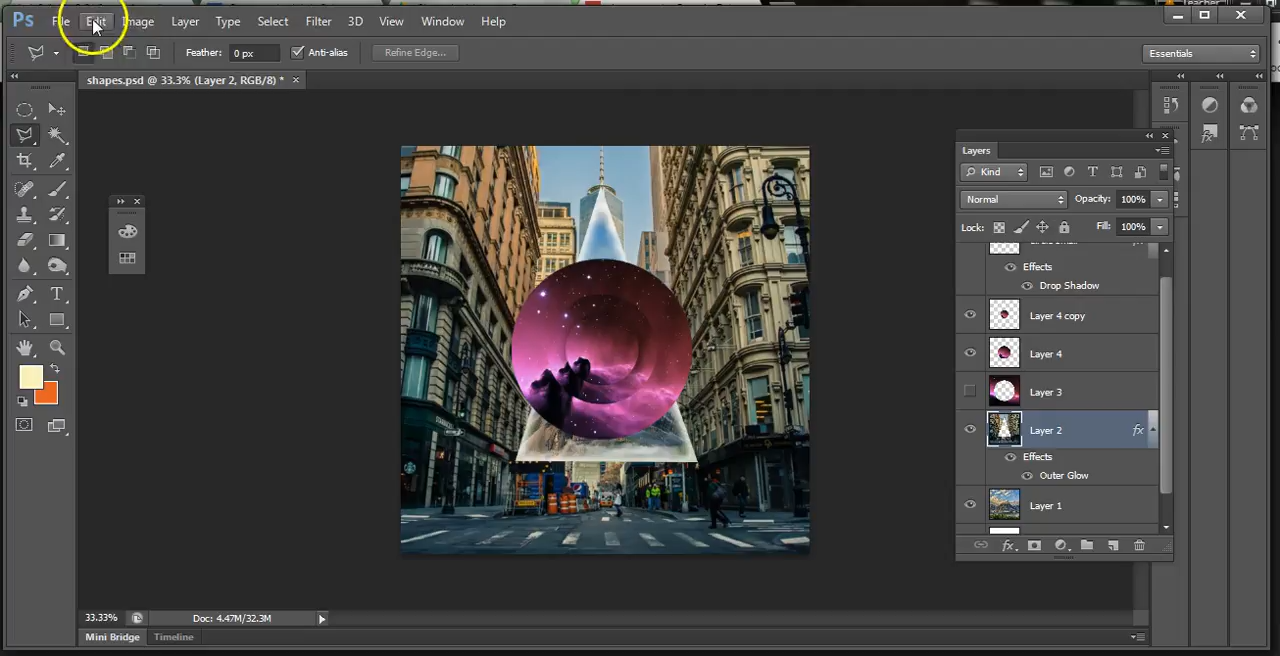 Ps File Edit Image Layer Type Select Filter 3D View Window Help
Feather: 0 px Anti-alias Refine Edge... Essentials
shapes.psd @ 33.3% (Layer 2, RGB/8) * ×
Layers
Kind
Normal Opacity: 100%
Lock: Fill: 100%
Effects
Drop Shadow
Layer 4 copy
Layer 4
Layer 3
Layer 2 fx
Effects
Outer Glow
Layer 1
fx
33.33% Doc: 4.47M/32.3M
Mini Bridge Timeline